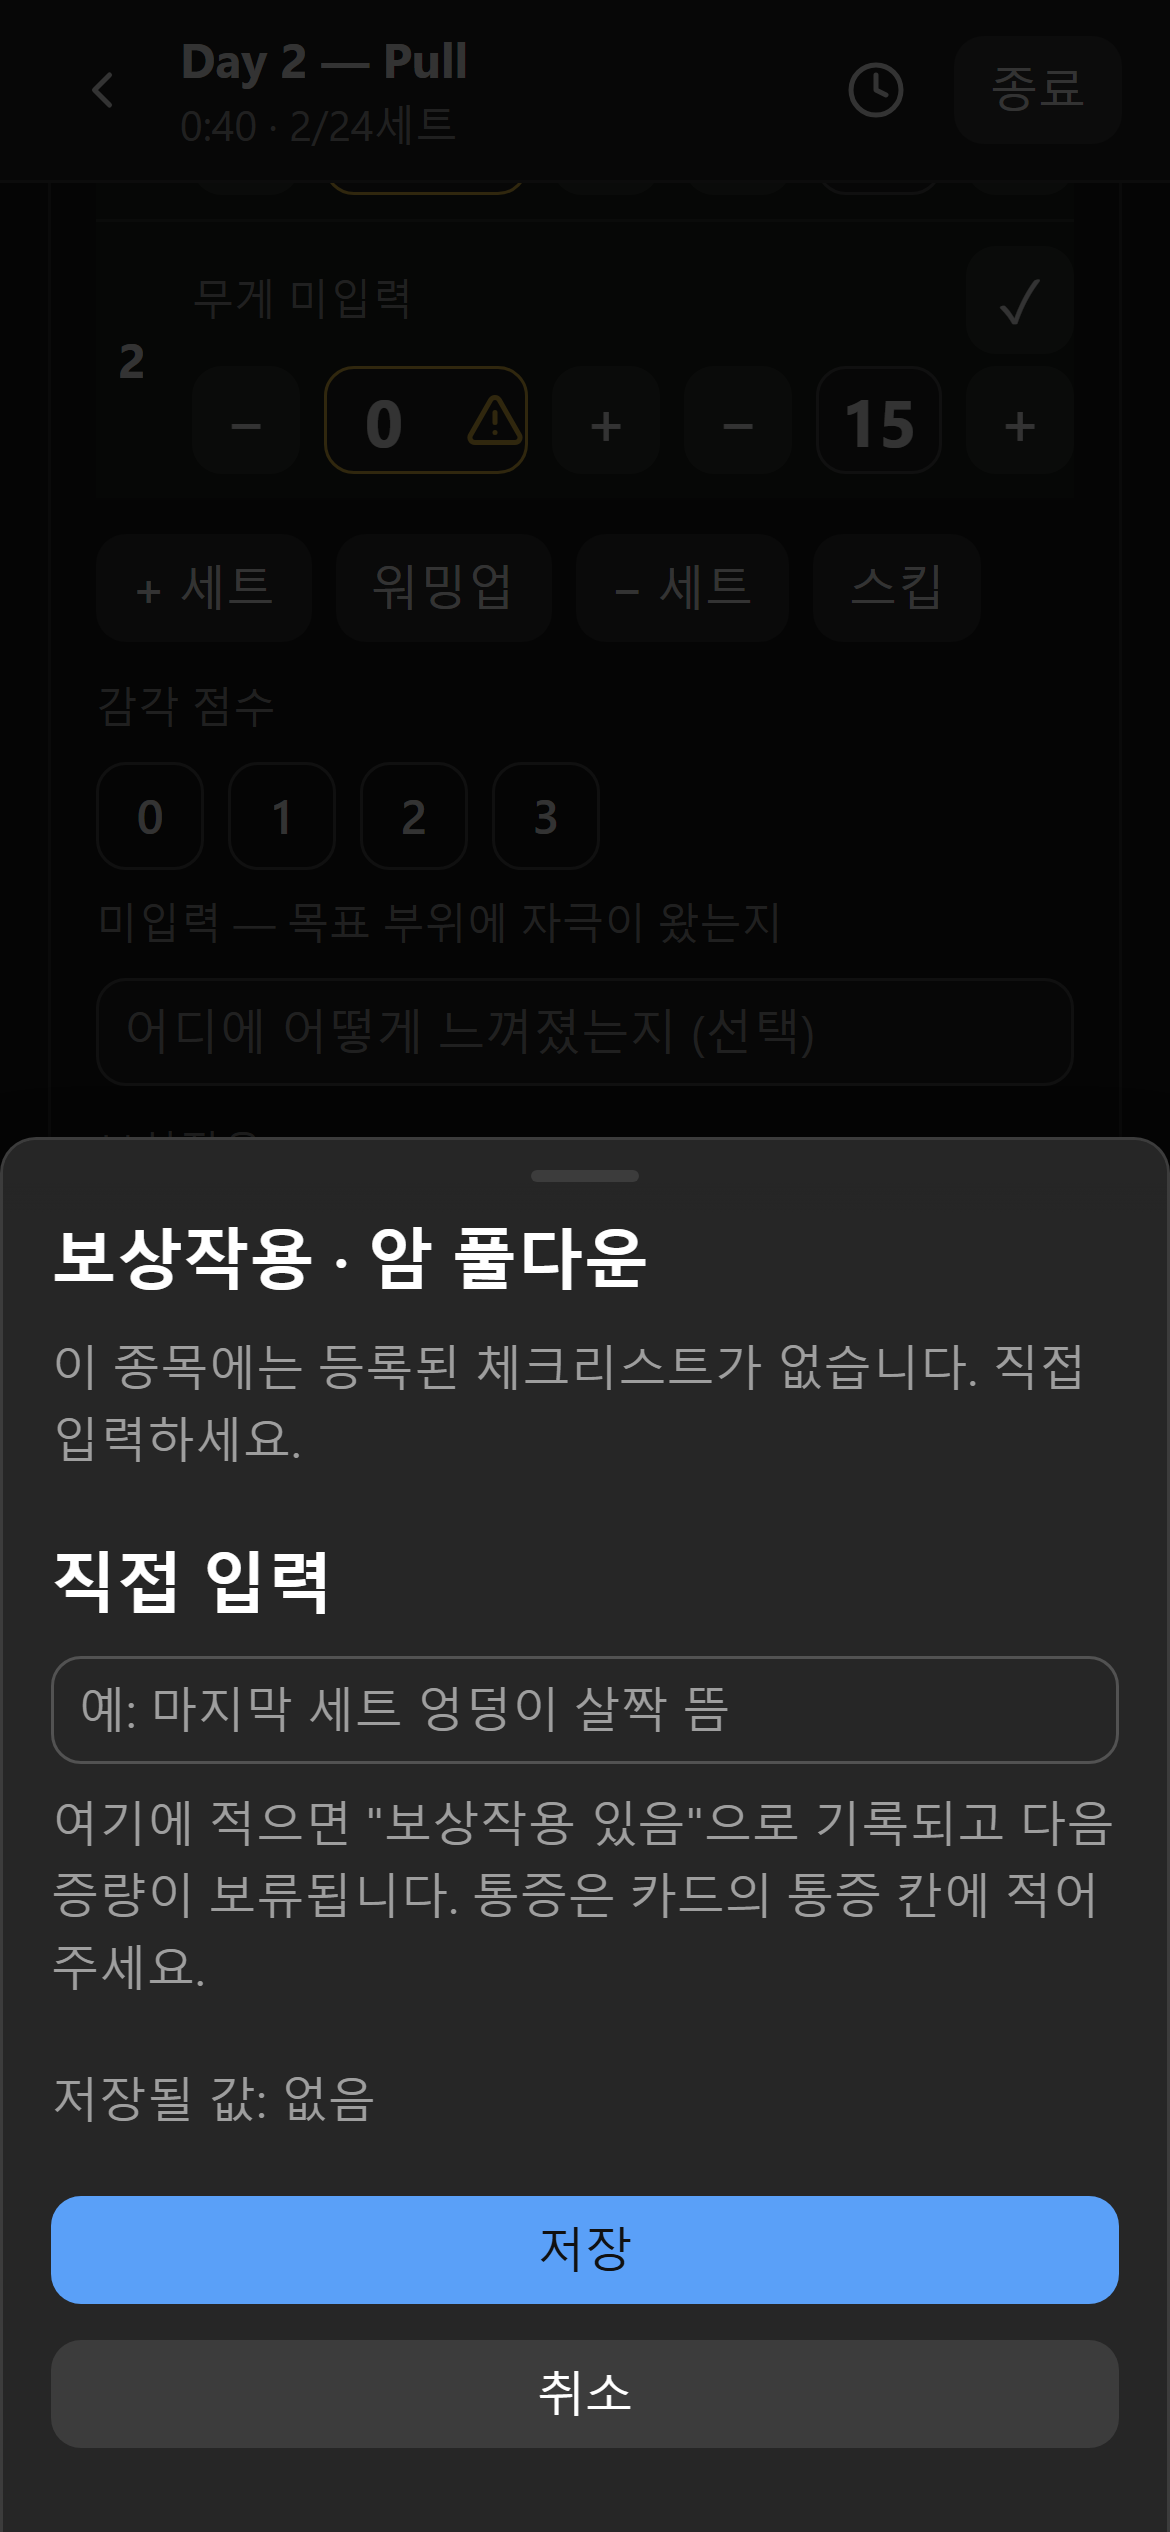 Day 2 — Pull
0:40 · 2/24세트
종료
무게 미입력
✓
2
− 0 + − 15 +
+ 세트 워밍업 − 세트 스킵
감각 점수
0 1 2 3
미입력 — 목표 부위에 자극이 왔는지
어디에 어떻게 느껴졌는지 (선택)
보상작용 · 암 풀다운
이 종목에는 등록된 체크리스트가 없습니다. 직접
입력하세요.
직접 입력
예: 마지막 세트 엉덩이 살짝 뜸
여기에 적으면 "보상작용 있음"으로 기록되고 다음
증량이 보류됩니다. 통증은 카드의 통증 칸에 적어
주세요.
저장될 값: 없음
저장
취소